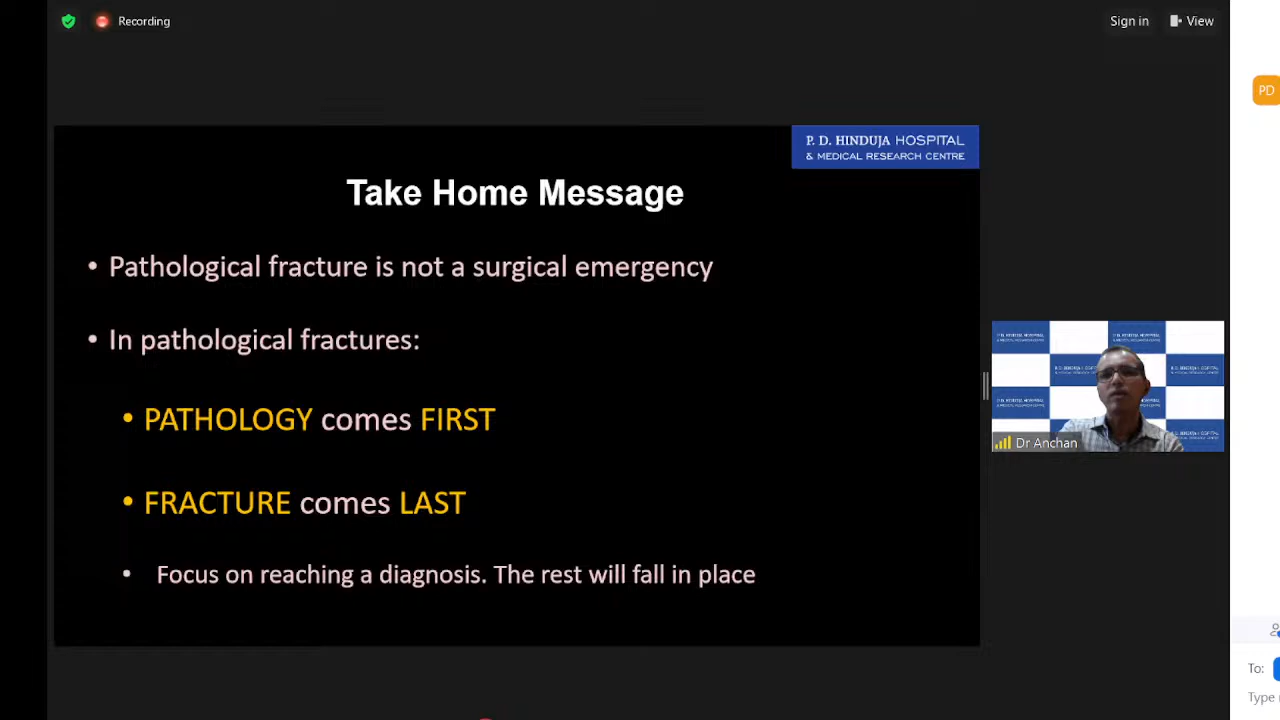 Recording
Sign in
View
PD
P. D. HINDUJA HOSPITAL
& MEDICAL RESEARCH CENTRE
Take Home Message
• Pathological fracture is not a surgical emergency
• In pathological fractures:
• PATHOLOGY comes FIRST
• FRACTURE comes LAST
• Focus on reaching a diagnosis. The rest will fall in place
Dr Anchan
To:
Type